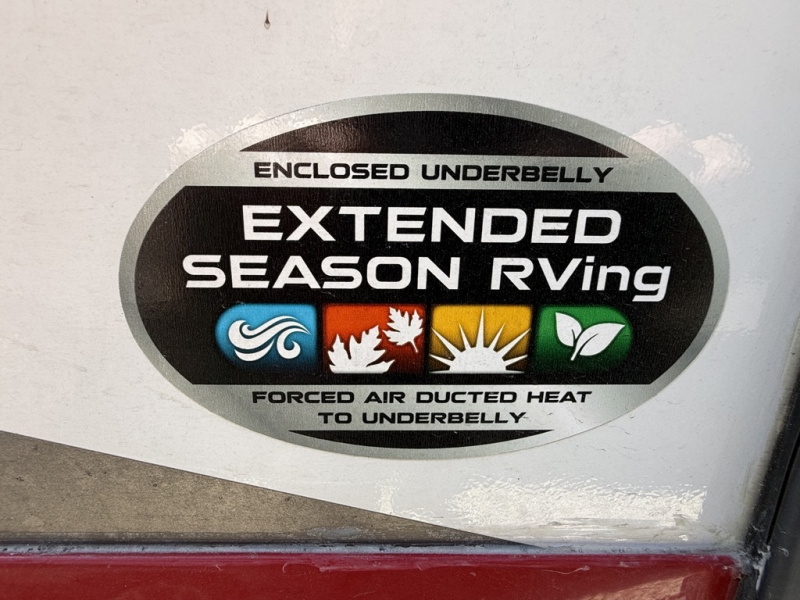 ENCLOSED UNDERBELLY
EXTENDED
SEASON RVing
FORCED AIR DUCTED HEAT
TO UNDERBELLY